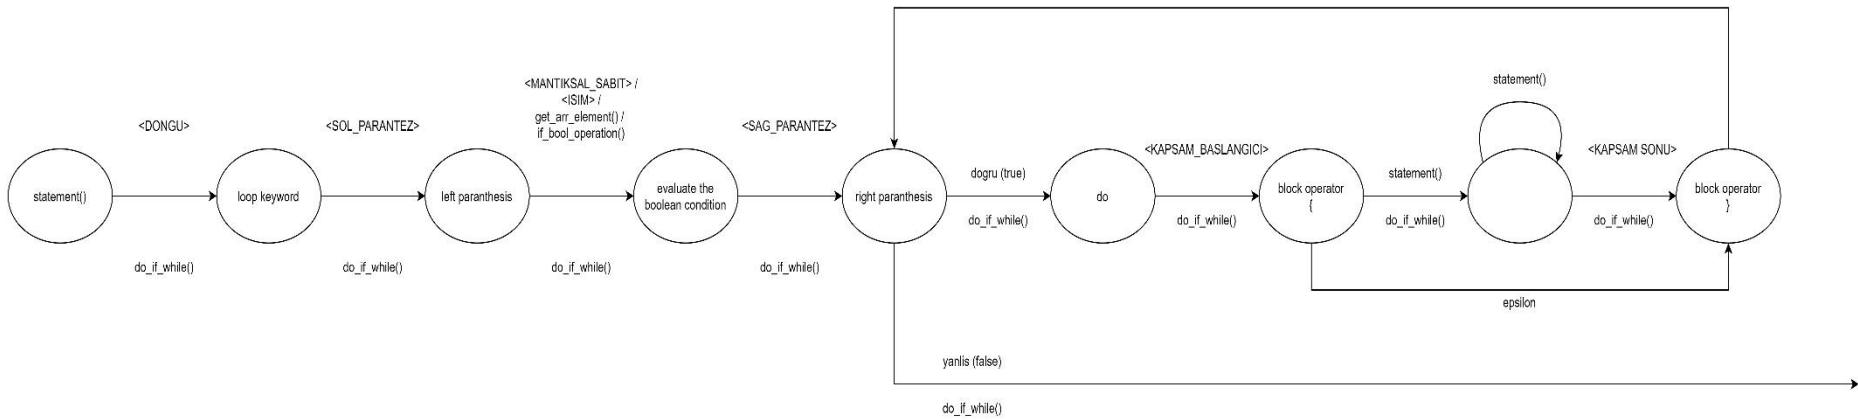 statement()
<MANTIKSAL_SABIT> /
<ISIM> /
get_arr_element() /
if_bool_operation()
<DONGU>
<SOL_PARANTEZ>
<SAG_PARANTEZ>
<KAPSAM_BASLANGICI>
<KAPSAM SONU>
dogru (true)
statement()
statement()
loop keyword
left paranthesis
evaluate the
boolean condition
right paranthesis
do
block operator
{
block operator
}
do_if_while()
do_if_while()
do_if_while()
do_if_while()
do_if_while()
do_if_while()
do_if_while()
do_if_while()
epsilon
yanlis (false)
do_if_while()